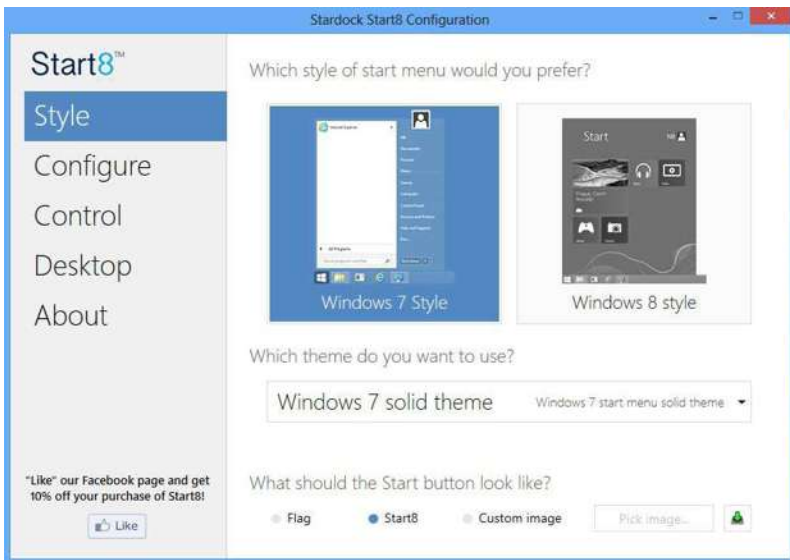 Stardock Start8 Configuration
Start8™
Style
Configure
Control
Desktop
About
"Like" our Facebook page and get
10% off your purchase of Start8!
Like
Which style of start menu would you prefer?
Windows 7 Style
Start
Windows 8 style
Which theme do you want to use?
Windows 7 solid theme Windows 7 start menu solid theme
What should the Start button look like?
Flag Start8 Custom image Pick image...